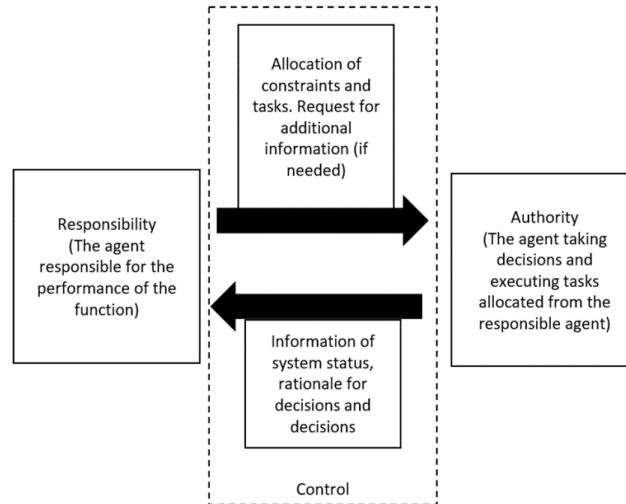 Allocation of
constraints and
tasks. Request for
additional
information (if
needed)
Responsibility
(The agent
responsible for the
performance of the
function)
Authority
(The agent taking
decisions and
executing tasks
allocated from the
responsible agent)
Information of
system status,
rationale for
decisions and
decisions
Control